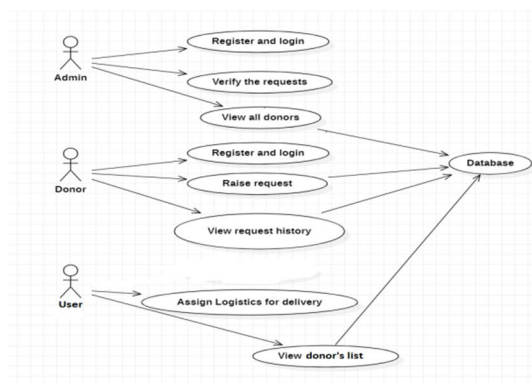 Register and login
Admin
Verify the requests
View all donors
Register and login
Database
Donor
Raise request
View request history
User
Assign Logistics for delivery
View donor's list